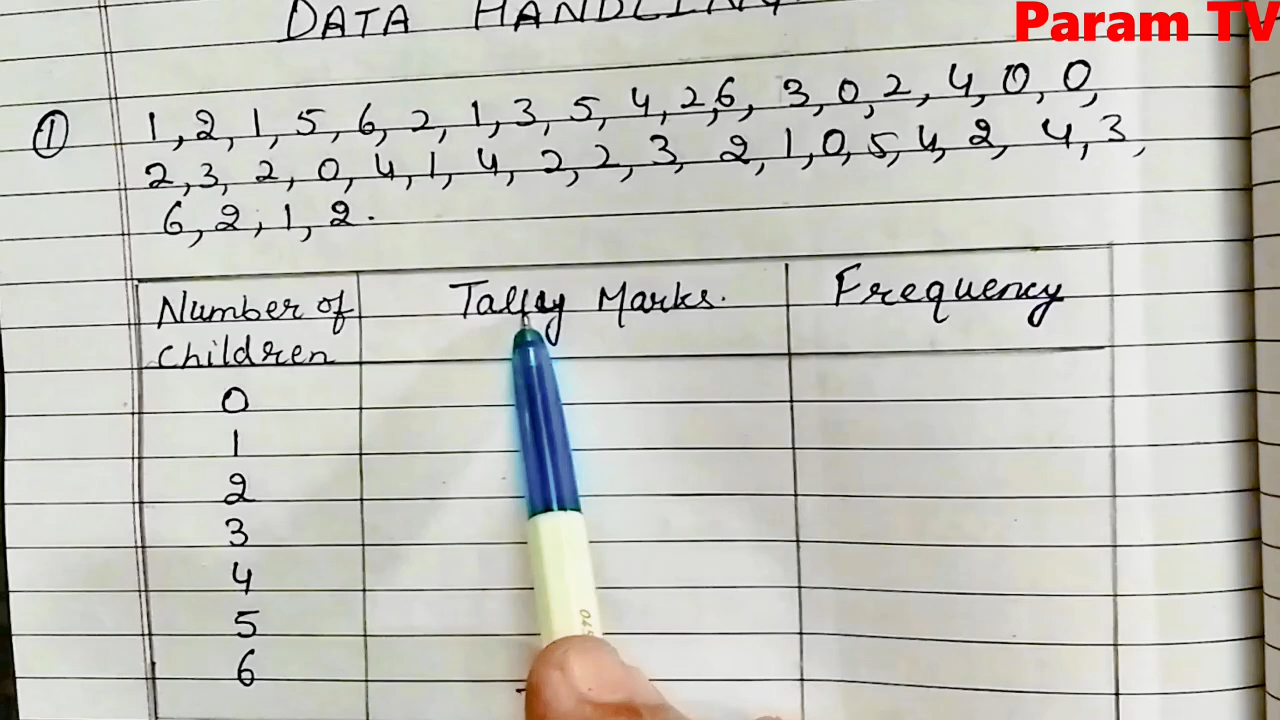 DATA HANDLING
Param TV
① 1, 2, 1, 5, 6, 2, 1, 3, 5, 4, 2, 6, 3, 0, 2, 4, 0, 0,
2, 3, 2, 0, 4, 1, 4, 2, 2, 3, 2, 1, 0, 5, 4, 2, 4, 3,
6, 2, 1, 2.
Number of children Tally Marks. Frequency
0
1
2
3
4
5
6